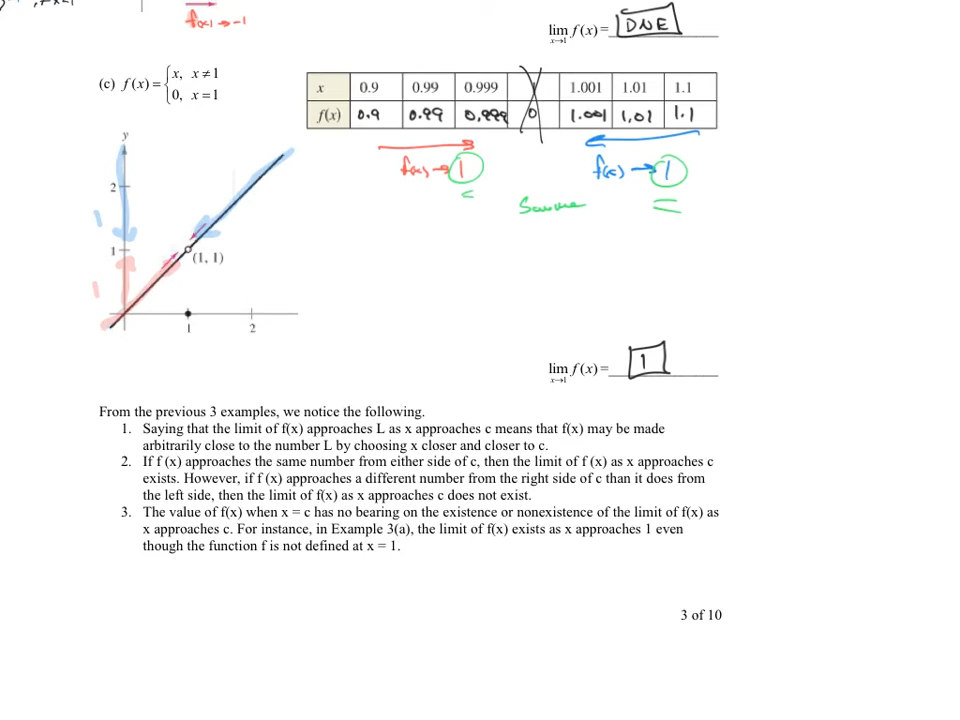 f(x) → -1
lim f(x) = DNE
x→1
(c) f(x) = { x, x ≠ 1
0, x = 1
x 0.9 0.99 0.999 1.001 1.01 1.1
f(x) 0.9 0.99 0.999 0 1.001 1.01 1.1
f(x) → 1 f(x) → 1
Same
y
2
1
1
1
(1, 1)
1 2
lim f(x) = 1
x→1
From the previous 3 examples, we notice the following.
1. Saying that the limit of f(x) approaches L as x approaches c means that f(x) may be made
arbitrarily close to the number L by choosing x closer and closer to c.
2. If f (x) approaches the same number from either side of c, then the limit of f (x) as x approaches c
exists. However, if f (x) approaches a different number from the right side of c than it does from
the left side, then the limit of f(x) as x approaches c does not exist.
3. The value of f(x) when x = c has no bearing on the existence or nonexistence of the limit of f(x) as
x approaches c. For instance, in Example 3(a), the limit of f(x) exists as x approaches 1 even
though the function f is not defined at x = 1.
3 of 10